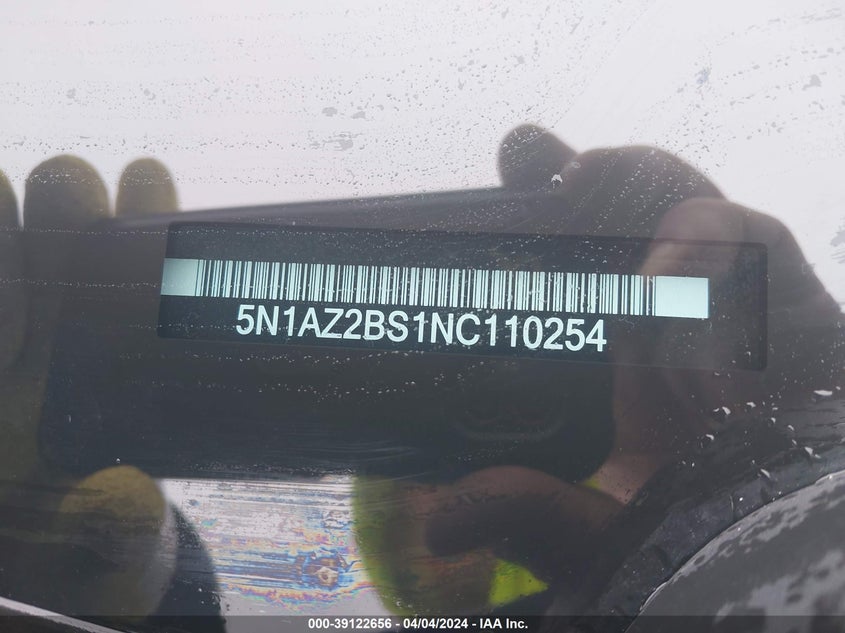 5N1AZ2BS1NC110254
000-39122656 - 04/04/2024 - IAA Inc.